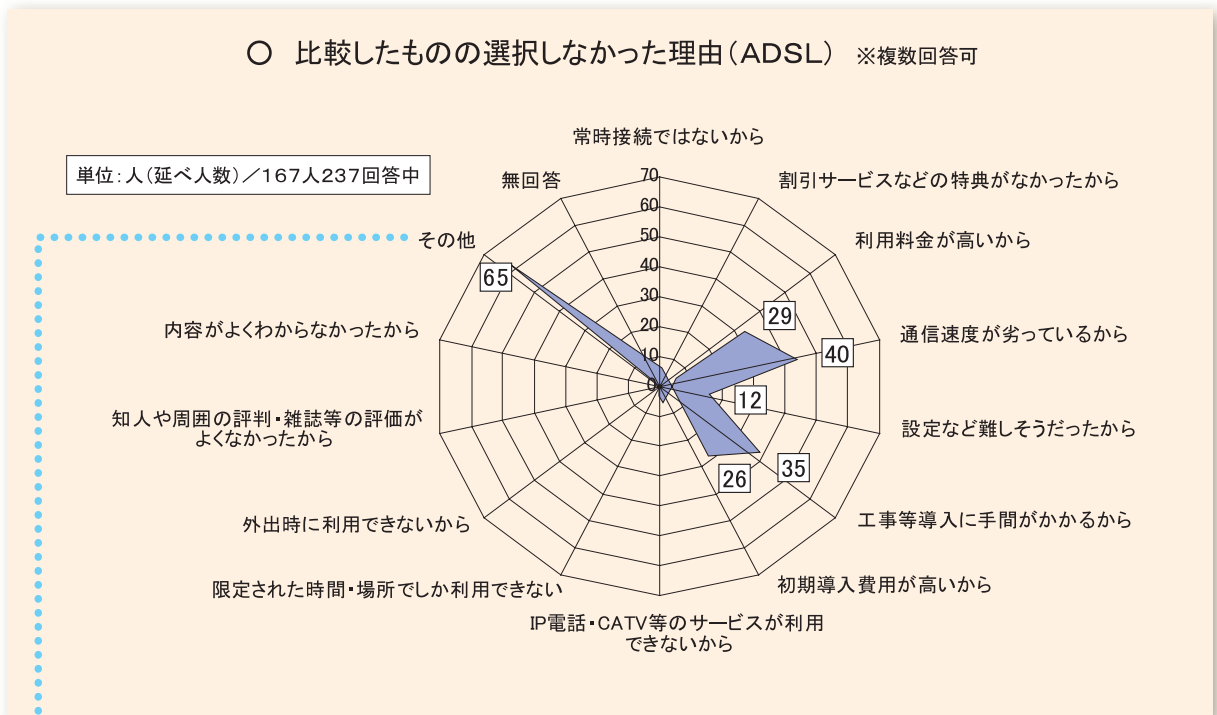 ○ 比較したものの選択しなかった理由（ADSL） ※複数回答可
単位：人（延べ人数）／167人237回答中
常時接続ではないから
割引サービスなどの特典がなかったから
利用料金が高いから
通信速度が劣っているから
設定など難しそうだったから
工事等導入に手間がかかるから
初期導入費用が高いから
IP電話・CATV等のサービスが利用
できないから
限定された時間・場所でしか利用できない
外出時に利用できないから
知人や周囲の評判・雑誌等の評価が
よくなかったから
内容がよくわからなかったから
その他
無回答
70
60
50
40
30
20
10
0
29
40
12
35
26
65